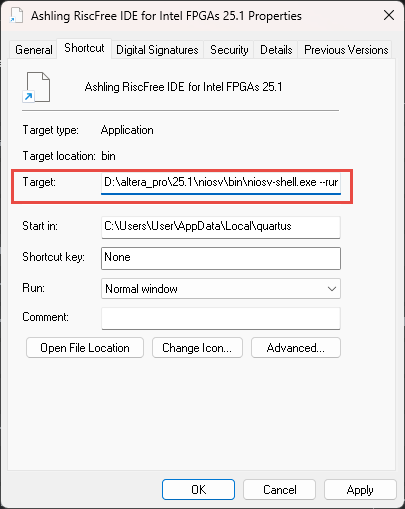 Ashling RiscFree IDE for Intel FPGAs 25.1 Properties
General Shortcut Digital Signatures Security Details Previous Versions
Ashling RiscFree IDE for Intel FPGAs 25.1
Target type: Application
Target location: bin
Target: D:\altera_pro\25.1\niosv\bin\niosv-shell.exe --rur
Start in: C:\Users\User\AppData\Local\quartus
Shortcut key: None
Run: Normal window
Comment:
Open File Location Change Icon... Advanced...
OK Cancel Apply